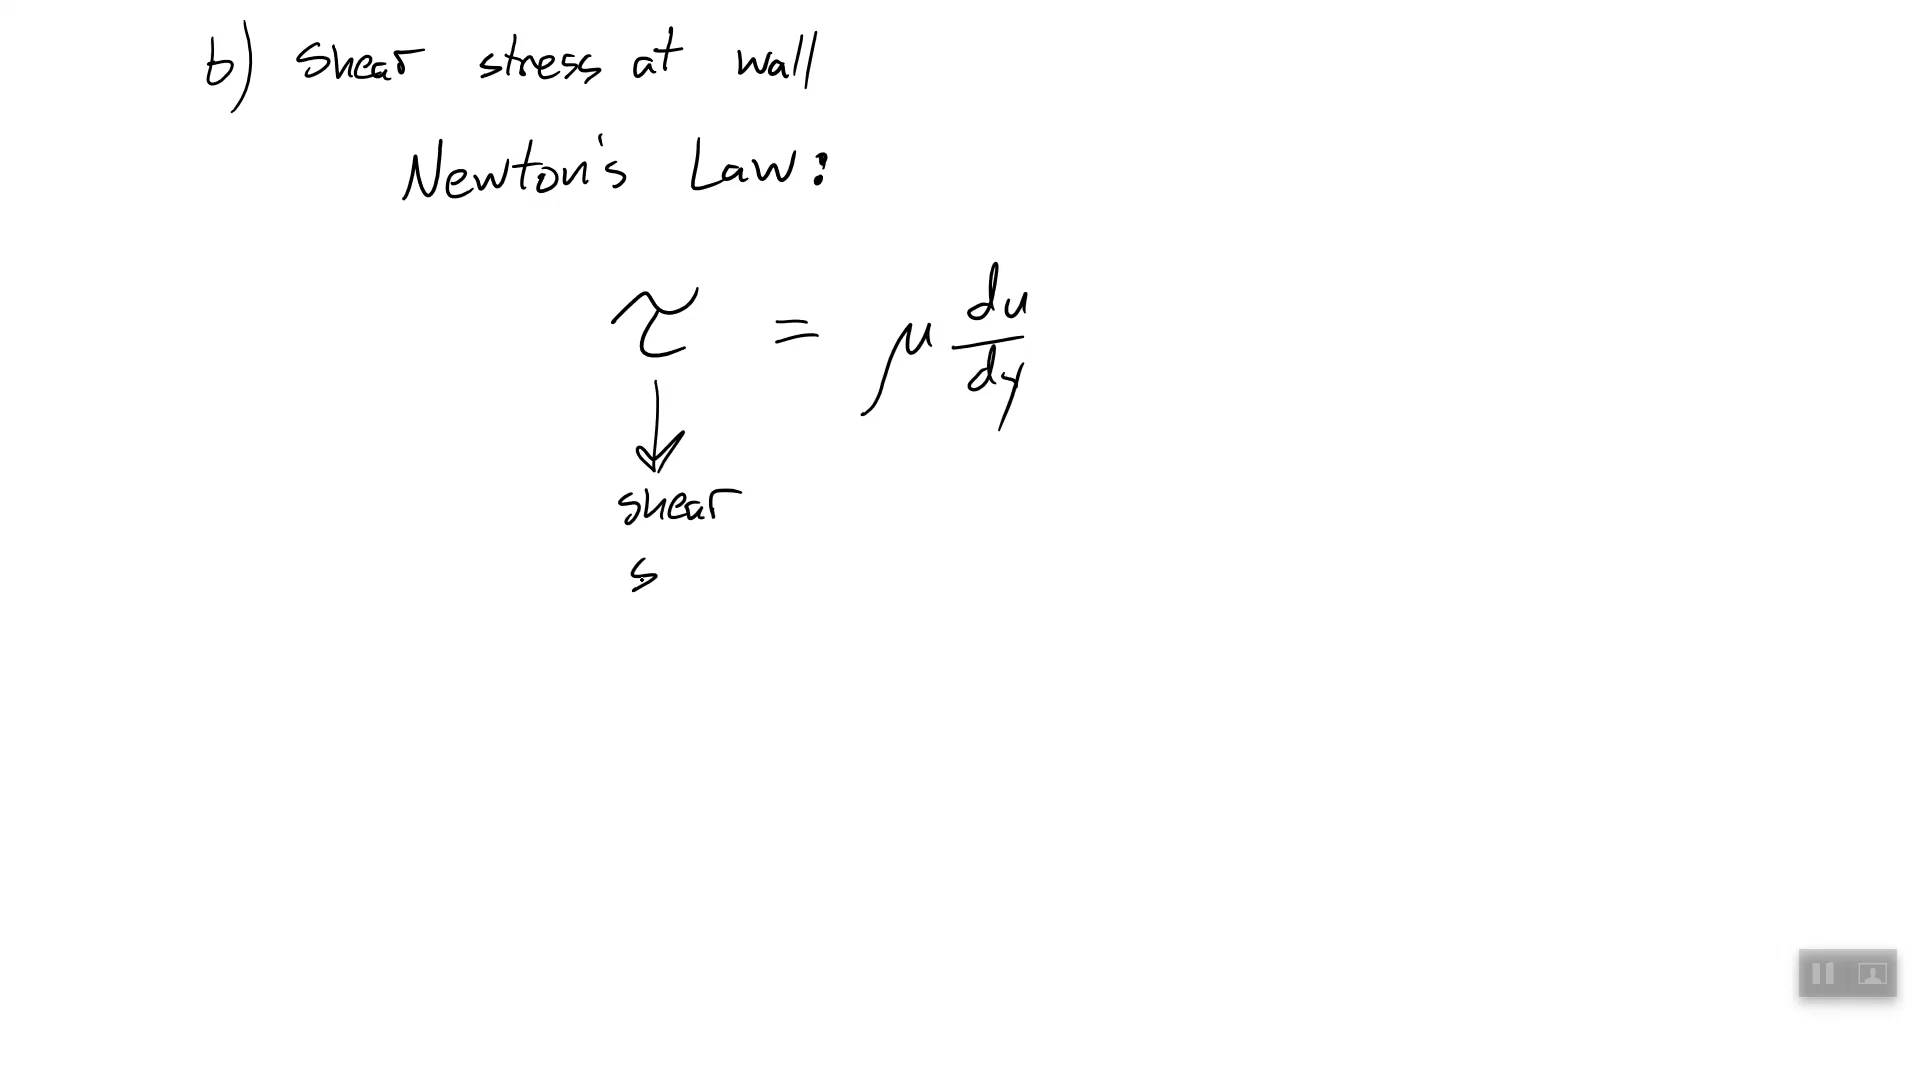 b) Shear stress at wall
Newton's Law:
τ = μ du/dy
↓
shear
s